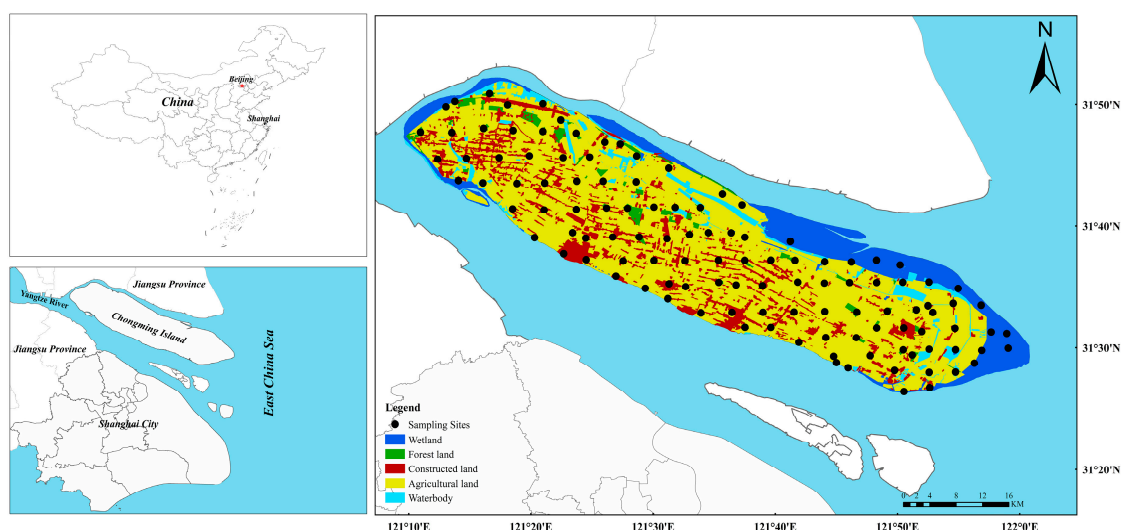 Beijing
China
Shanghai
Jiangsu Province
Yangtze River
Chongming Island
Jiangsu Province
East China Sea
Shanghai City
N
31°50'N
31°40'N
31°30'N
31°20'N
Legend
Sampling Sites
Wetland
Forest land
Constructed land
Agricultural land
Waterbody
0 2 4 8 12 16
KM
121°10'E 121°20'E 121°30'E 121°40'E 121°50'E 122°0'E